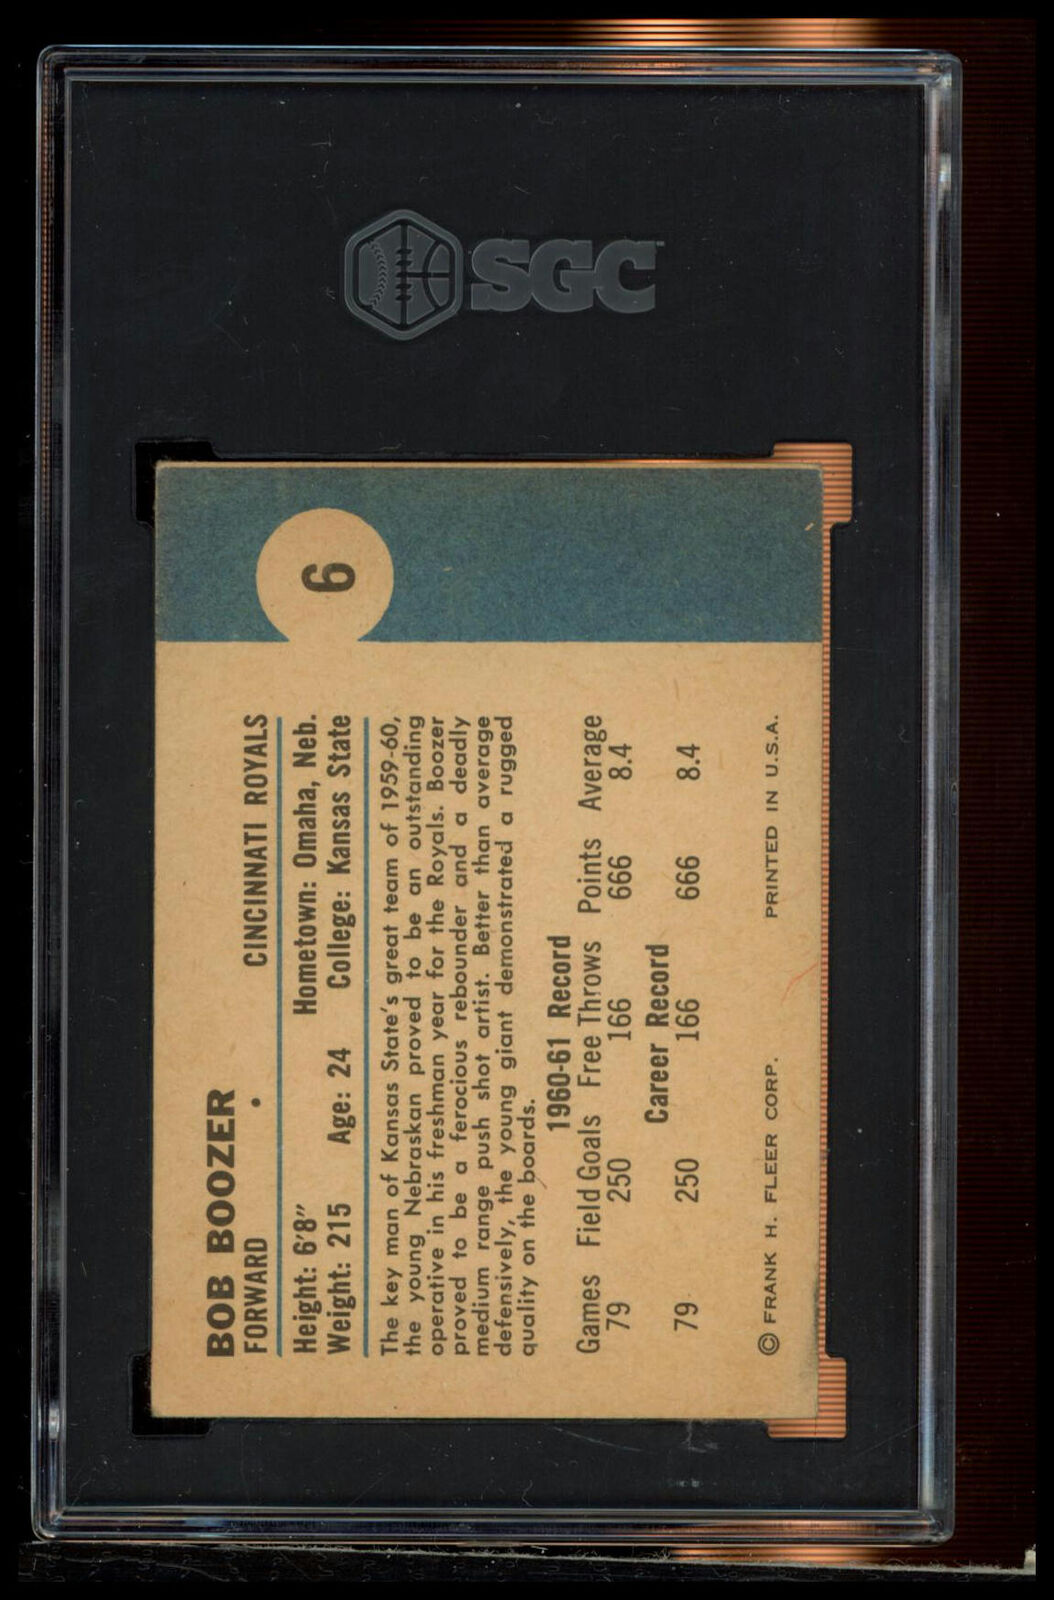 SGC
6
BOB BOOZER
FORWARD • CINCINNATI ROYALS
Height: 6'8" Hometown: Omaha, Neb.
Weight: 215 Age: 24 College: Kansas State
The key man of Kansas State's great team of 1959-60,
the young Nebraskan proved to be an outstanding
operative in his freshman year for the Royals. Boozer
proved to be a ferocious rebounder and a deadly
medium range push shot artist. Better than average
defensively, the young giant demonstrated a rugged
quality on the boards.
1960-61 Record
Games Field Goals Free Throws Points Average
79 250 166 666 8.4
Career Record
79 250 166 666 8.4
© FRANK H. FLEER CORP. PRINTED IN U.S.A.